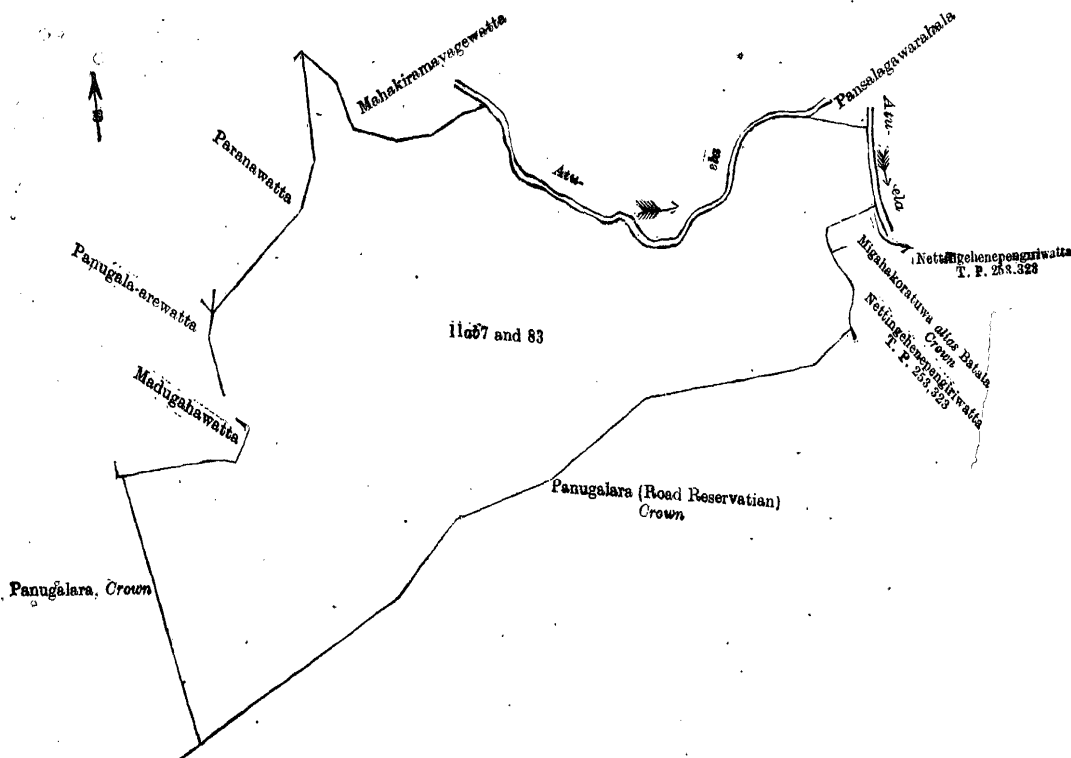 Mahakiramayagewatta
Pansalagawarahala
Paranawatta
Atu-
ela
Atu-
ela
Panugala-arewatta
T. P. 253,323
Migahakoratuwa alias Batala
Crown
Nettingehenepengiriwatta
T. P. 253,323
and 83
Madugahawatta
Panugalara (Road Reservatian)
Crown
Panugalara, Crown